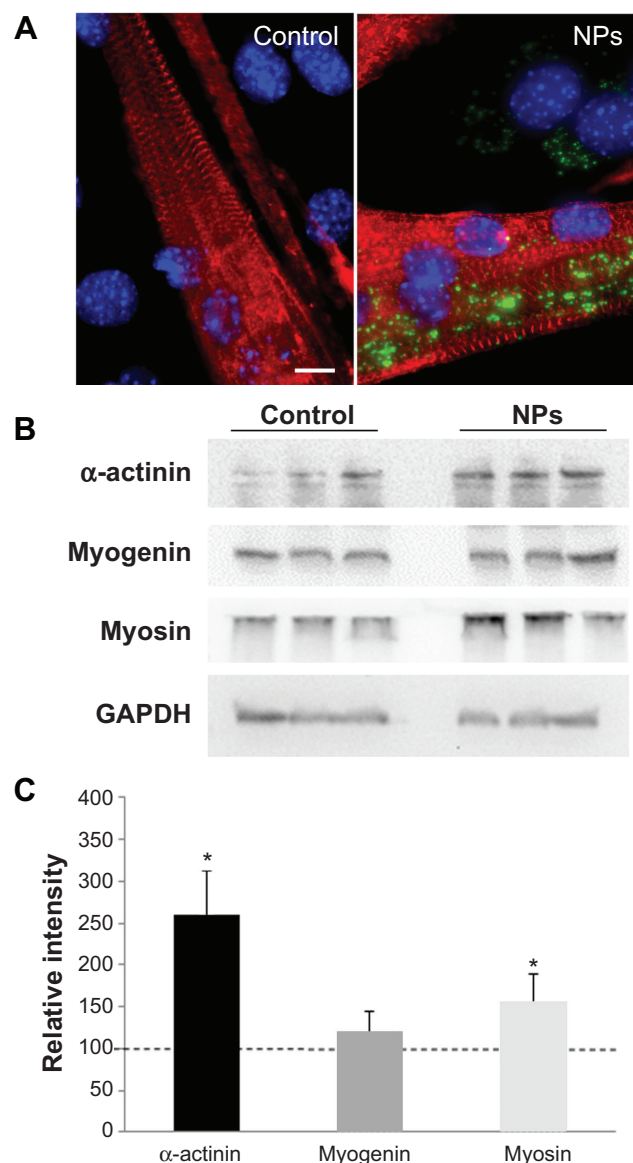 A
Control
NPs
B
Control NPs
α-actinin
Myogenin
Myosin
GAPDH
C
400
350
300
250
200
150
100
50
0
Relative intensity
*
*
α-actinin Myogenin Myosin